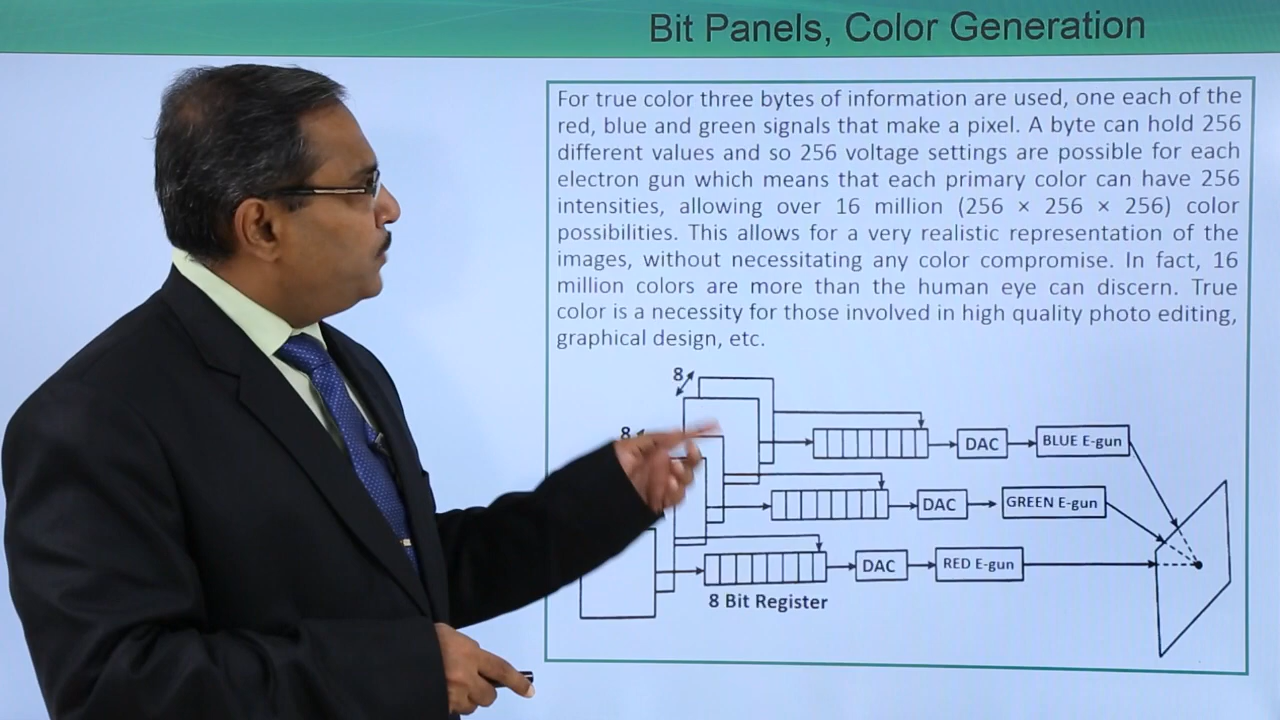 Bit Panels, Color Generation
For true color three bytes of information are used, one each of the
red, blue and green signals that make a pixel. A byte can hold 256
different values and so 256 voltage settings are possible for each
electron gun which means that each primary color can have 256
intensities, allowing over 16 million (256 × 256 × 256) color
possibilities. This allows for a very realistic representation of the
images, without necessitating any color compromise. In fact, 16
million colors are more than the human eye can discern. True
color is a necessity for those involved in high quality photo editing,
graphical design, etc.
8
8
DAC
BLUE E-gun
DAC
GREEN E-gun
DAC
RED E-gun
8 Bit Register